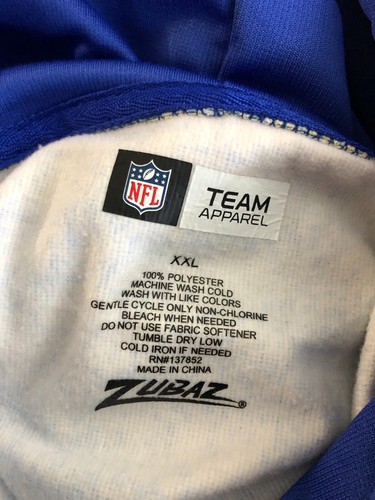 NFL
TEAM
APPAREL
XXL
100% POLYESTER
MACHINE WASH COLD
WASH WITH LIKE COLORS
GENTLE CYCLE ONLY NON-CHLORINE
BLEACH WHEN NEEDED
DO NOT USE FABRIC SOFTENER
TUMBLE DRY LOW
COLD IRON IF NEEDED
RN#137852
MADE IN CHINA
ZUBAZ®